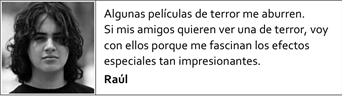 Algunas películas de terror me aburren.
Si mis amigos quieren ver una de terror, voy
con ellos porque me fascinan los efectos
especiales tan impresionantes.
Raúl